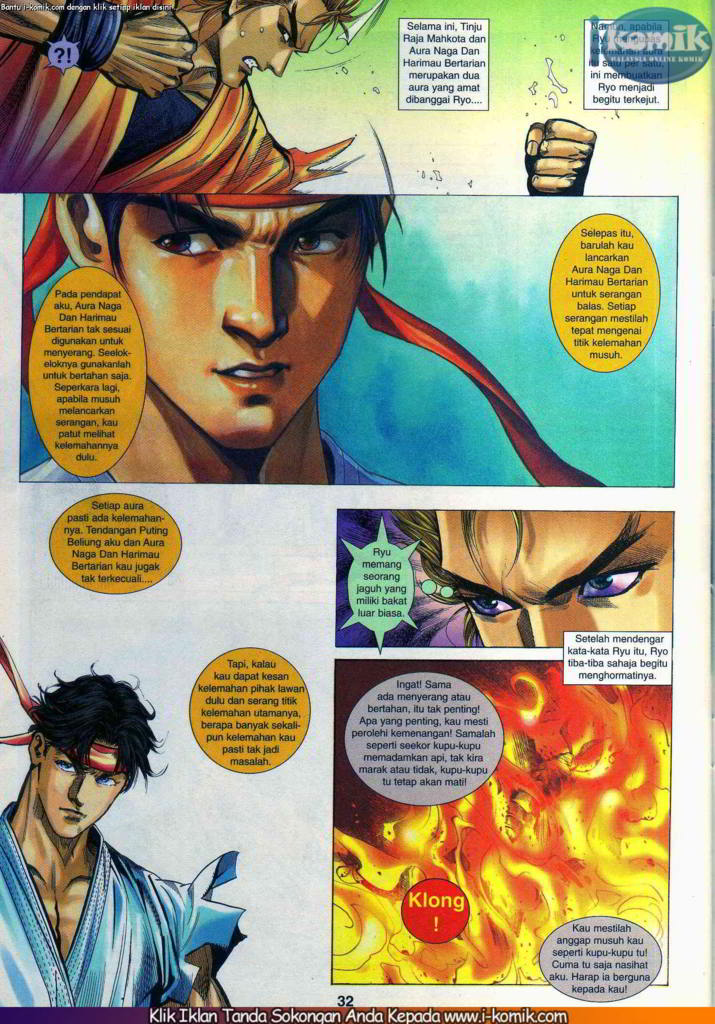 Bantu i-komik.com dengan klik setiap iklan disini...
?!
Selama ini, Tinju
Raja Mahkota dan
Aura Naga Dan
Harimau Bertarian
merupakan dua
aura yang amat
dibanggai Ryo....
i komik
MALAYSIA ONLINE KOMIK
apabila
Ryu
kelemahan aura
itu satu per satu,
ini membuatkan
Ryo menjadi
begitu terkejut.
Pada pendapat
aku, Aura Naga
Dan Harimau
Bertarian tak sesuai
digunakan untuk
menyerang. Seelok-
eloknya gunakanlah
untuk bertahan saja.
Seperkara lagi,
apabila musuh
melancarkan
serangan, kau
patut melihat
kelemahannya
dulu.
Selepas itu,
barulah kau
lancarkan
Aura Naga Dan
Harimau Bertarian
untuk serangan
balas. Setiap
serangan mestilah
tepat mengenai
titik kelemahan
musuh.
Setiap aura
pasti ada kelemahan-
nya. Tendangan Puting
Beliung aku dan Aura
Naga Dan Harimau
Bertarian kau jugak
tak terkecuali....
Ryu
memang
seorang
jaguh yang
miliki bakat
luar biasa.
Setelah mendengar
kata-kata Ryu itu, Ryo
tiba-tiba sahaja begitu
menghormatinya.
Tapi, kalau
kau dapat kesan
kelemahan pihak lawan
dulu dan serang titik
kelemahan utamanya,
berapa banyak sekali-
pun kelemahan kau
pasti tak jadi
masalah.
Ingat! Sama
ada menyerang atau
bertahan, itu tak penting!
Apa yang penting, kau mesti
perolehi kemenangan! Samalah
seperti seekor kupu-kupu
memadamkan api, tak kira
marak atau tidak, kupu-kupu
tu tetap akan mati!
Klong
!
Kau mestilah
anggap musuh kau
seperti kupu-kupu tu!
Cuma tu saja nasihat
aku. Harap ia berguna
kepada kau!
32
Klik Iklan Tanda Sokongan Anda Kepada www.i-komik.com